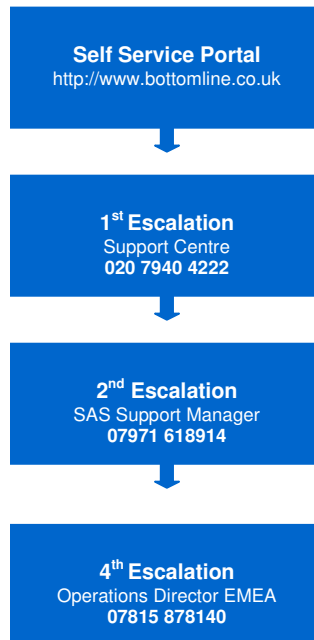 Self Service Portal
http://www.bottomline.co.uk
1st Escalation
Support Centre
020 7940 4222
2nd Escalation
SAS Support Manager
07971 618914
4th Escalation
Operations Director EMEA
07815 878140